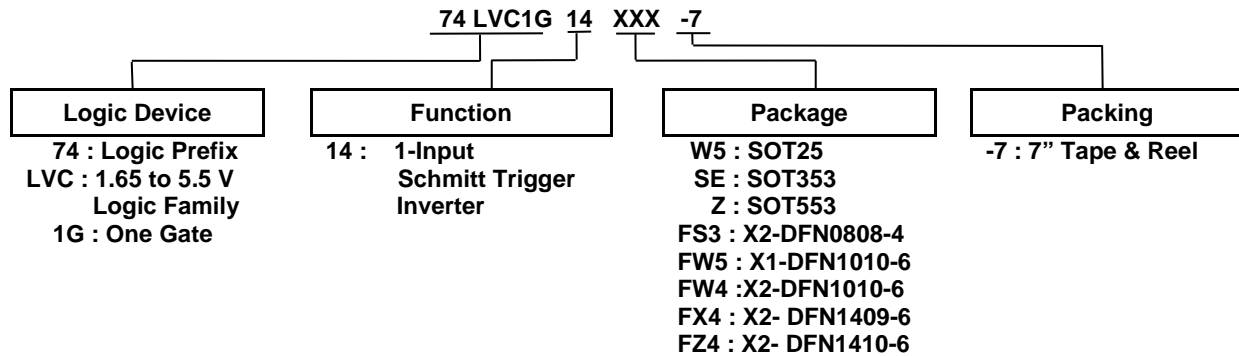 74 LVC1G 14 XXX -7
Logic Device
74 : Logic Prefix
LVC : 1.65 to 5.5 V
Logic Family
1G : One Gate
Function
14 : 1-Input
Schmitt Trigger
Inverter
Package
W5 : SOT25
SE : SOT353
Z : SOT553
FS3 : X2-DFN0808-4
FW5 : X1-DFN1010-6
FW4 :X2-DFN1010-6
FX4 : X2- DFN1409-6
FZ4 : X2- DFN1410-6
Packing
-7 : 7” Tape & Reel